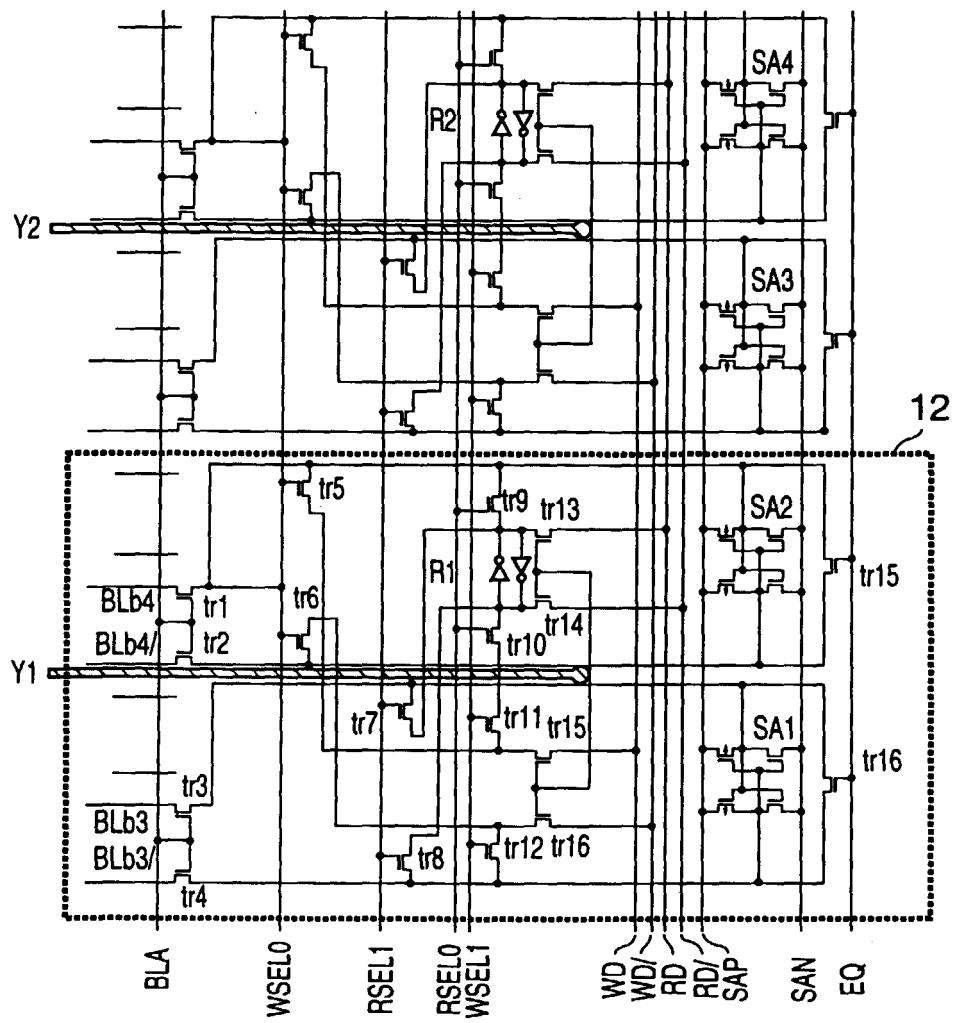 SA4
R2
Y2
SA3
12
tr5
tr9
tr13
SA2
R1
tr15
BLb4
tr1
tr6
tr14
BLb4/
tr2
tr10
Y1
tr7
tr11
tr15
SA1
tr3
tr16
BLb3
BLb3/
tr8
tr12
tr16
tr4
BLA
WSEL0
RSEL1
RSEL0
WSEL1
WD
WD/
RD
RD/
SAP
SAN
EQ